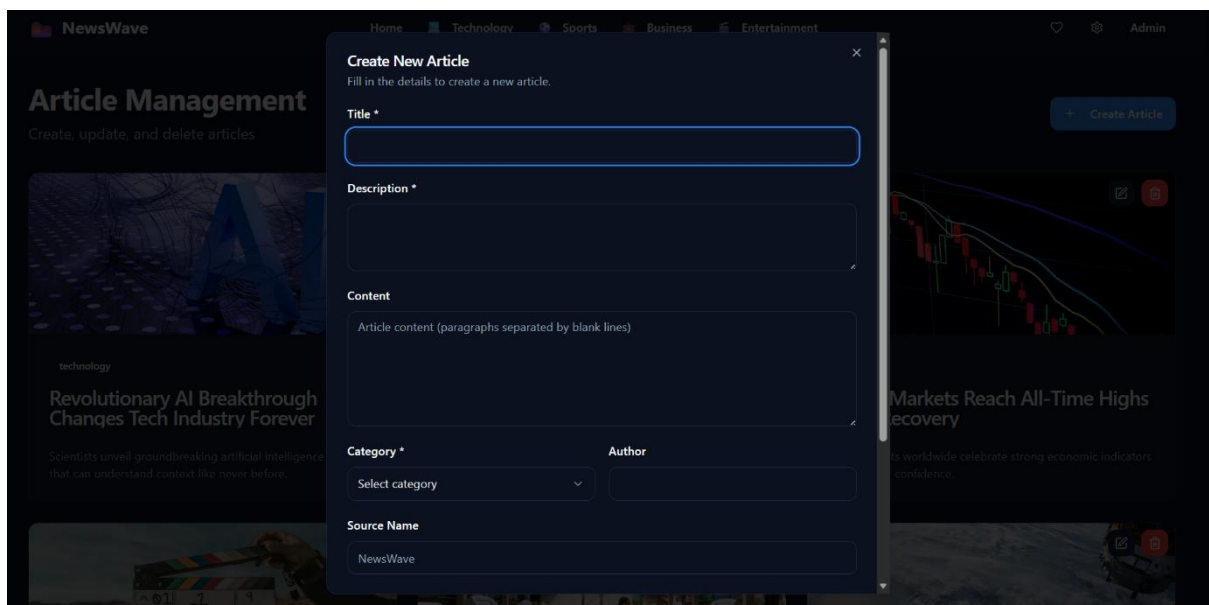 NewsWave
Home Technology Sports Business Entertainment
Admin
Article Management
Create, update, and delete articles
+ Create Article
Create New Article
Fill in the details to create a new article.
Title *
Description *
Content
Article content (paragraphs separated by blank lines)
Category *
Author
Select category
Source Name
NewsWave
technology
Revolutionary AI Breakthrough
Changes Tech Industry Forever
Scientists unveil groundbreaking artificial intelligence
that can understand context like never before.
Markets Reach All-Time Highs
ecovery
ts worldwide celebrate strong economic indicators
confidence.